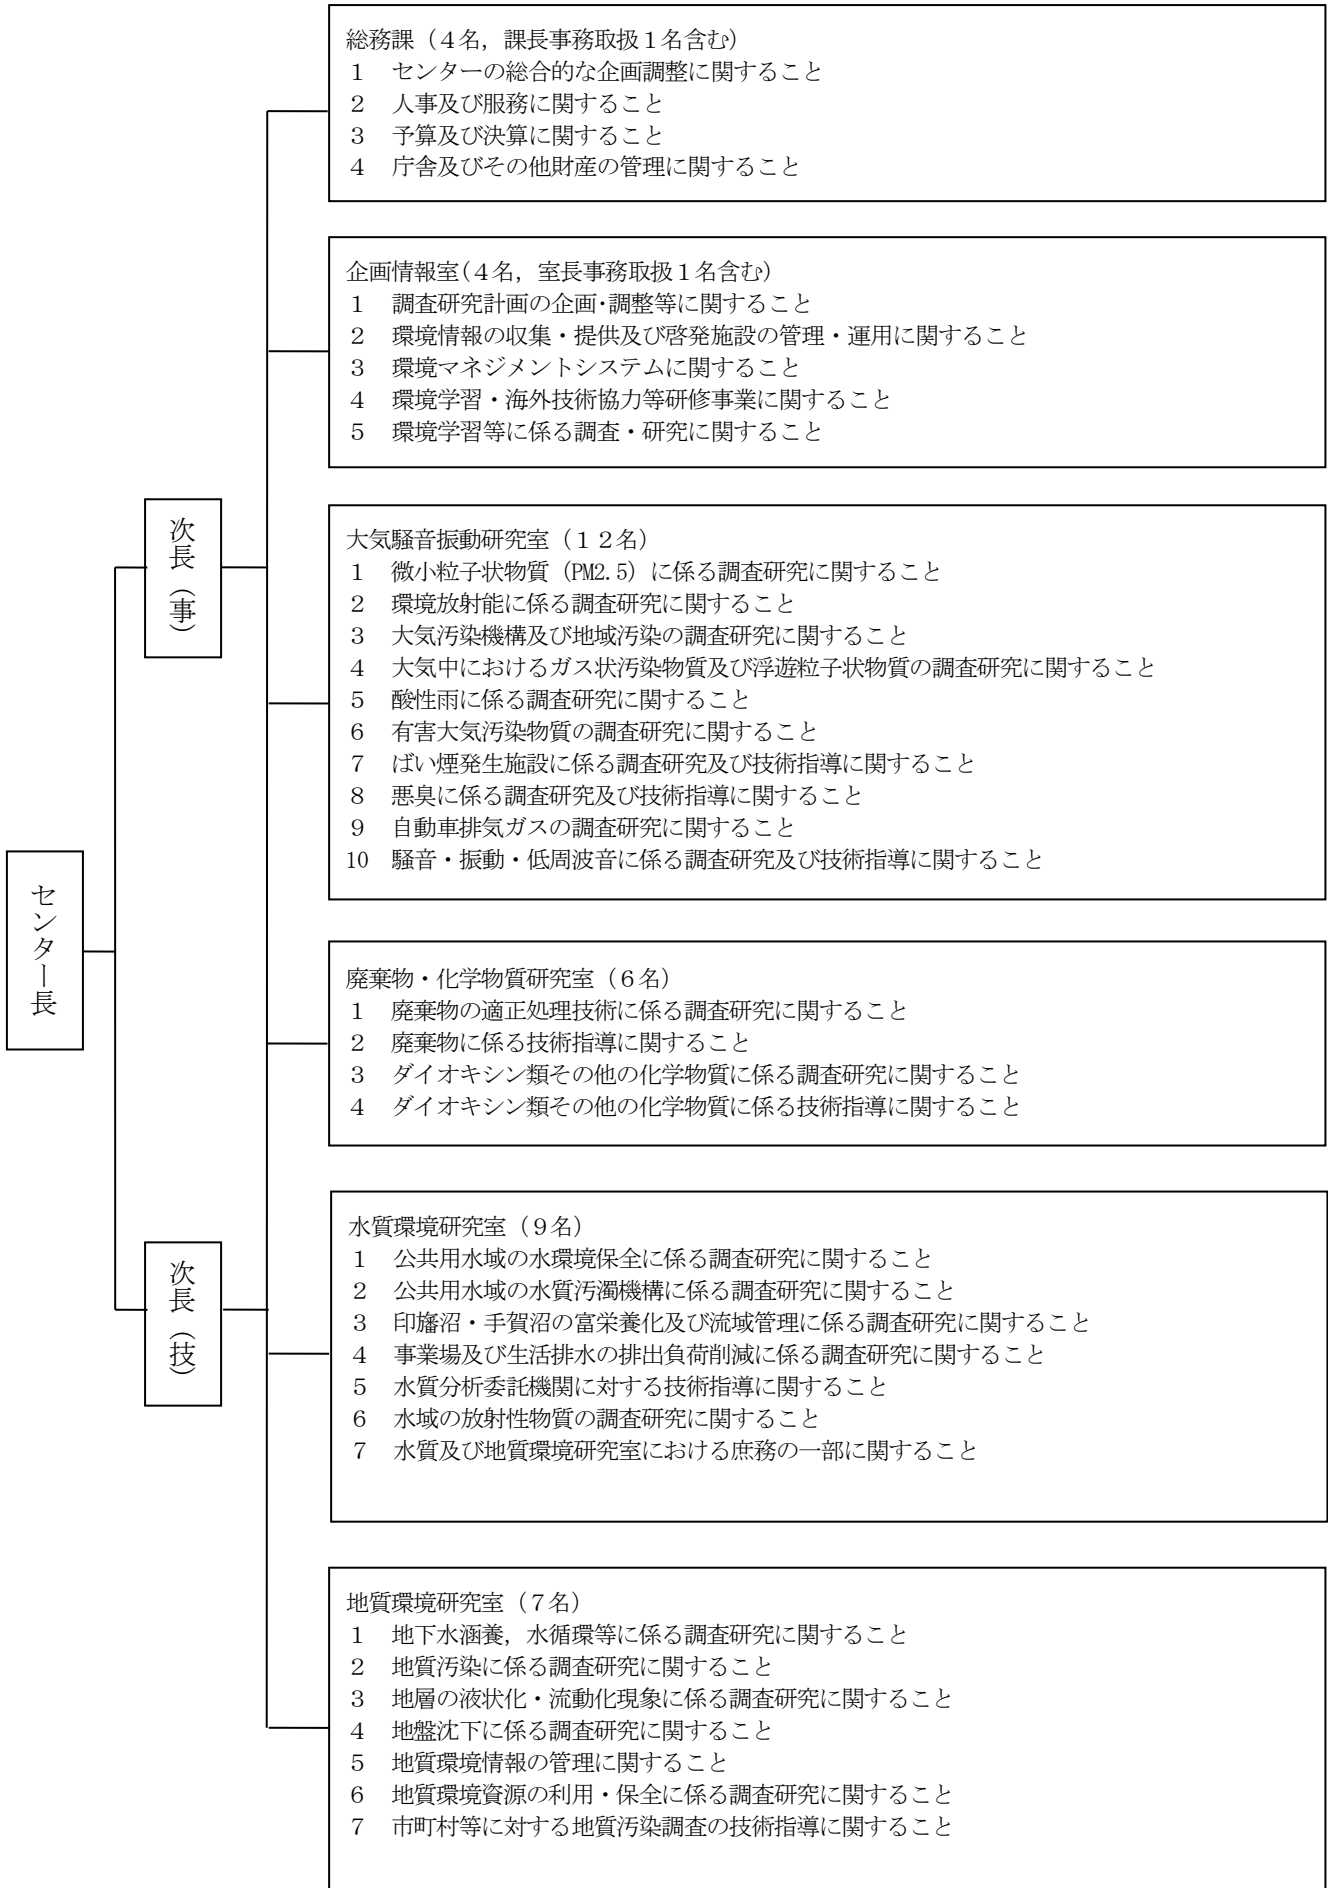 センター長
次長（事）
次長（技）
総務課（４名，課長事務取扱１名含む）
１　センターの総合的な企画調整に関すること
２　人事及び服務に関すること
３　予算及び決算に関すること
４　庁舎及びその他財産の管理に関すること
企画情報室(４名，室長事務取扱１名含む)
１　調査研究計画の企画･調整等に関すること
２　環境情報の収集・提供及び啓発施設の管理・運用に関すること
３　環境マネジメントシステムに関すること
４　環境学習・海外技術協力等研修事業に関すること
５　環境学習等に係る調査・研究に関すること
大気騒音振動研究室（１２名）
１　微小粒子状物質（PM2.5）に係る調査研究に関すること
２　環境放射能に係る調査研究に関すること
３　大気汚染機構及び地域汚染の調査研究に関すること
４　大気中におけるガス状汚染物質及び浮遊粒子状物質の調査研究に関すること
５　酸性雨に係る調査研究に関すること
６　有害大気汚染物質の調査研究に関すること
７　ばい煙発生施設に係る調査研究及び技術指導に関すること
８　悪臭に係る調査研究及び技術指導に関すること
９　自動車排気ガスの調査研究に関すること
10　騒音・振動・低周波音に係る調査研究及び技術指導に関すること
廃棄物・化学物質研究室（６名）
１　廃棄物の適正処理技術に係る調査研究に関すること
２　廃棄物に係る技術指導に関すること
３　ダイオキシン類その他の化学物質に係る調査研究に関すること
４　ダイオキシン類その他の化学物質に係る技術指導に関すること
水質環境研究室（９名）
１　公共用水域の水環境保全に係る調査研究に関すること
２　公共用水域の水質汚濁機構に係る調査研究に関すること
３　印旛沼・手賀沼の富栄養化及び流域管理に係る調査研究に関すること
４　事業場及び生活排水の排出負荷削減に係る調査研究に関すること
５　水質分析委託機関に対する技術指導に関すること
６　水域の放射性物質の調査研究に関すること
７　水質及び地質環境研究室における庶務の一部に関すること
地質環境研究室（７名）
１　地下水涵養，水循環等に係る調査研究に関すること
２　地質汚染に係る調査研究に関すること
３　地層の液状化・流動化現象に係る調査研究に関すること
４　地盤沈下に係る調査研究に関すること
５　地質環境情報の管理に関すること
６　地質環境資源の利用・保全に係る調査研究に関すること
７　市町村等に対する地質汚染調査の技術指導に関すること